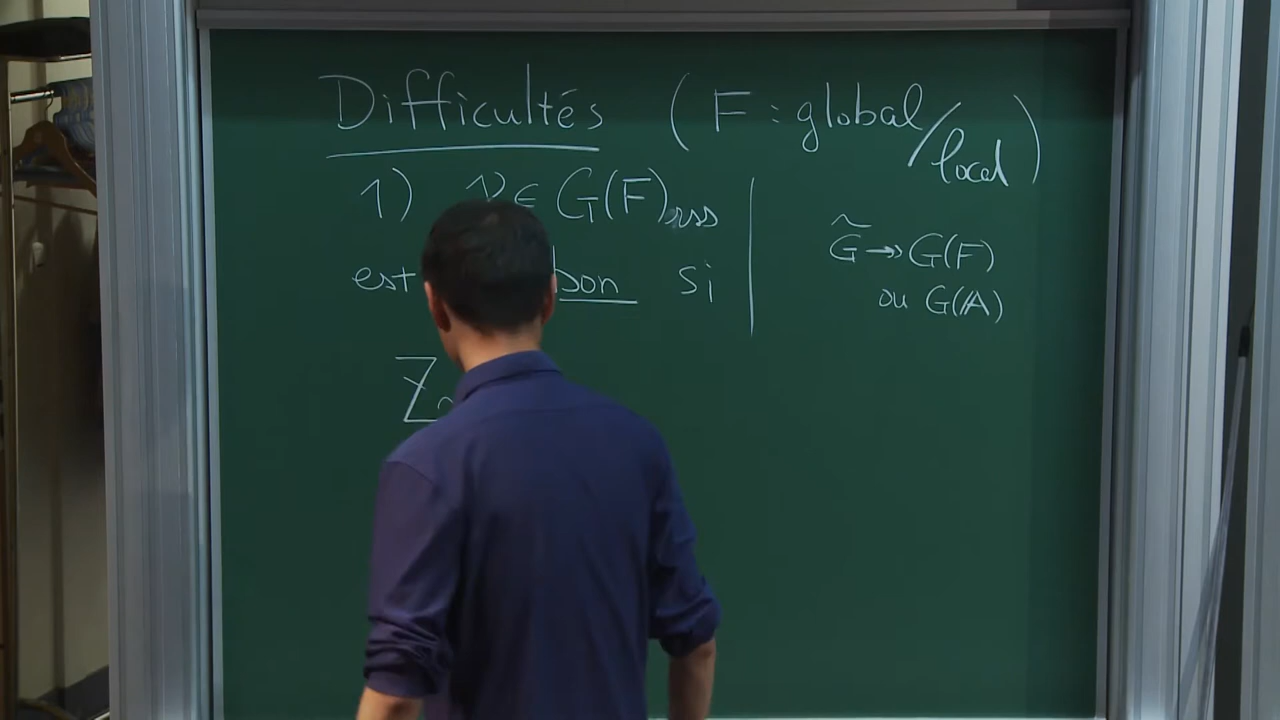 Difficultés (F : global/local)
1) γ ∈ G(F)rss
est bon si
Z
G̃ ↠ G(F)
ou G(𝔸)